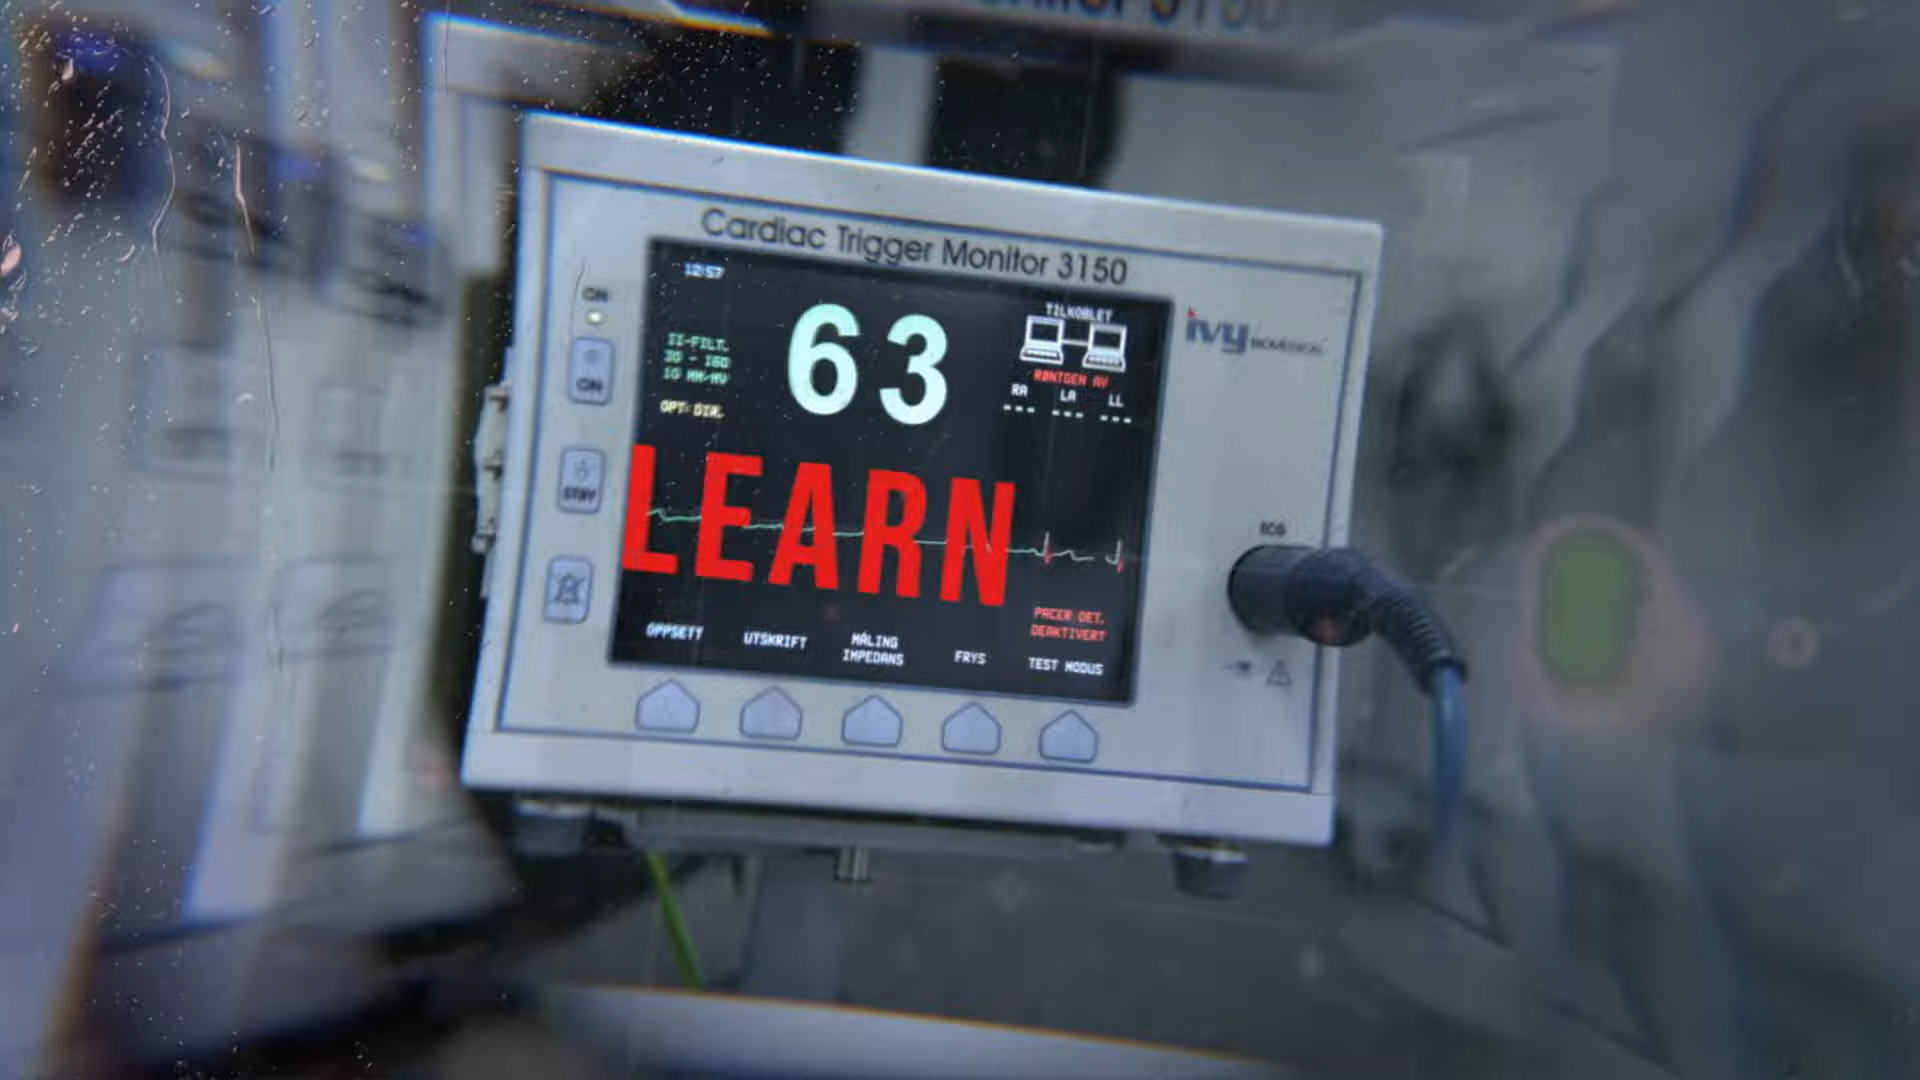 Cardiac Trigger Monitor 3150
12:57
63
TILKOBLET
ivy BIOMEDICAL
ON
II-FILT.
30 - 160
10 MM/MV
RØNTGEN AV
RA LA LL
--- --- ---
ON
OPT: DIR.
LEARN
STBY
ECG
PACER DET.
DEAKTIVERT
OPPSETT
UTSKRIFT
MÅLING
IMPEDANS
FRYS
TEST MODUS